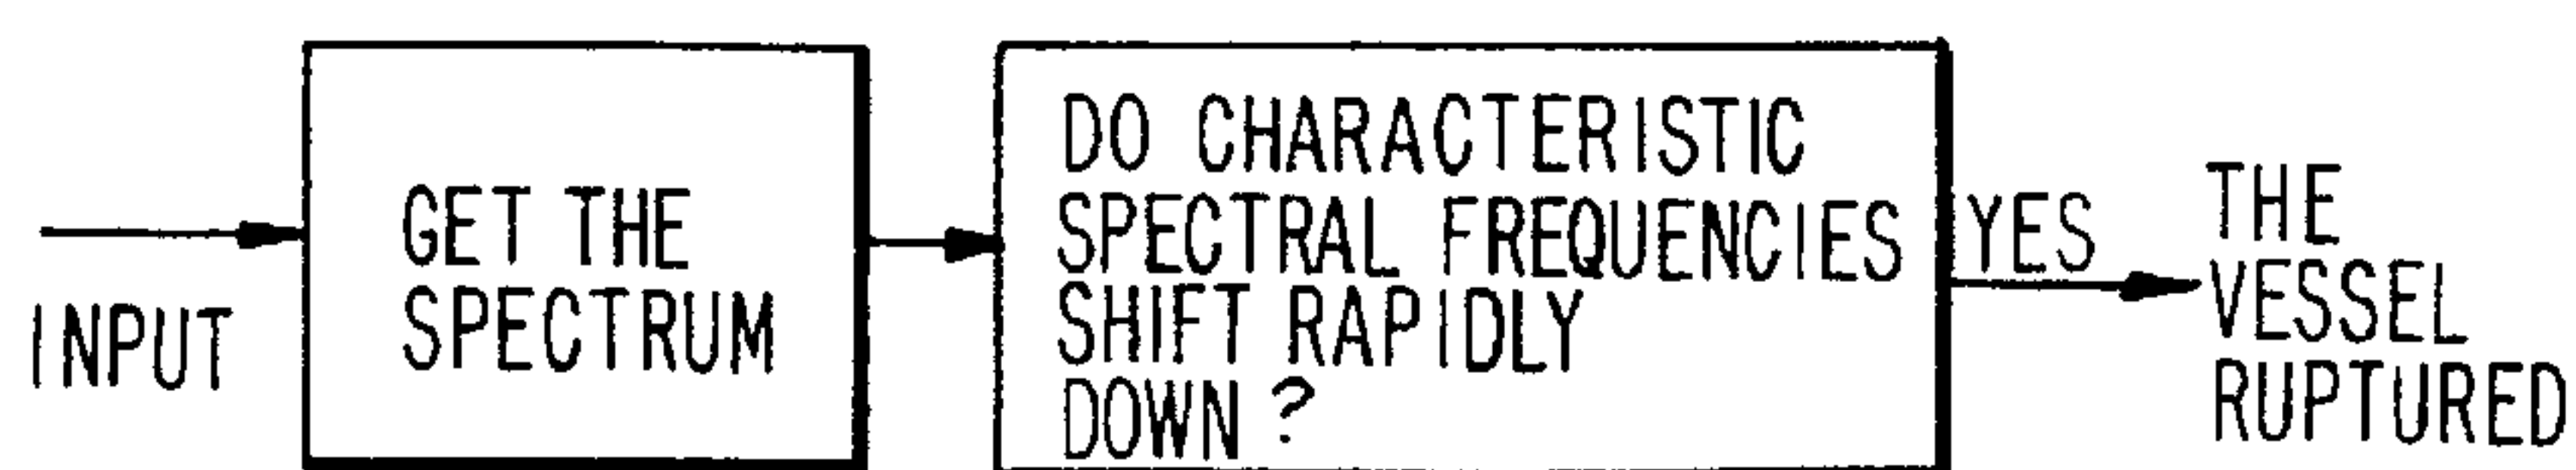 INPUT
GET THE
SPECTRUM
DO CHARACTERISTIC
SPECTRAL FREQUENCIES
SHIFT RAPIDLY
DOWN ?
YES
THE
VESSEL
RUPTURED